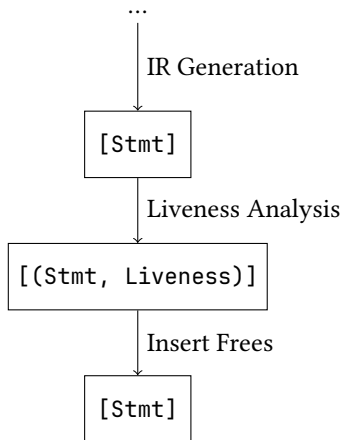 ...
IR Generation
[Stmt]
Liveness Analysis
[(Stmt, Liveness)]
Insert Frees
[Stmt]